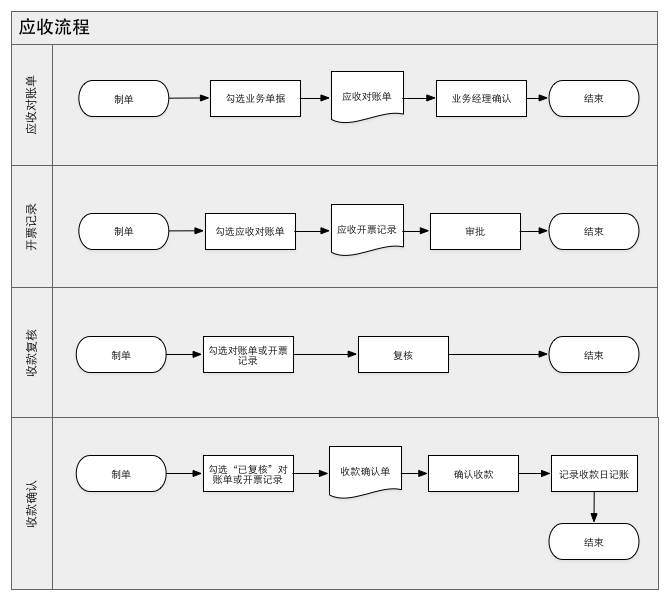 应收流程
应收对账单
制单
勾选业务单据
应收对账单
业务经理确认
结束
开票记录
制单
勾选应收对账单
应收开票记录
审批
结束
收款复核
制单
勾选对账单或开票
记录
复核
结束
收款确认
制单
勾选“已复核”对
账单或开票记录
收款确认单
确认收款
记录收款日记账
结束